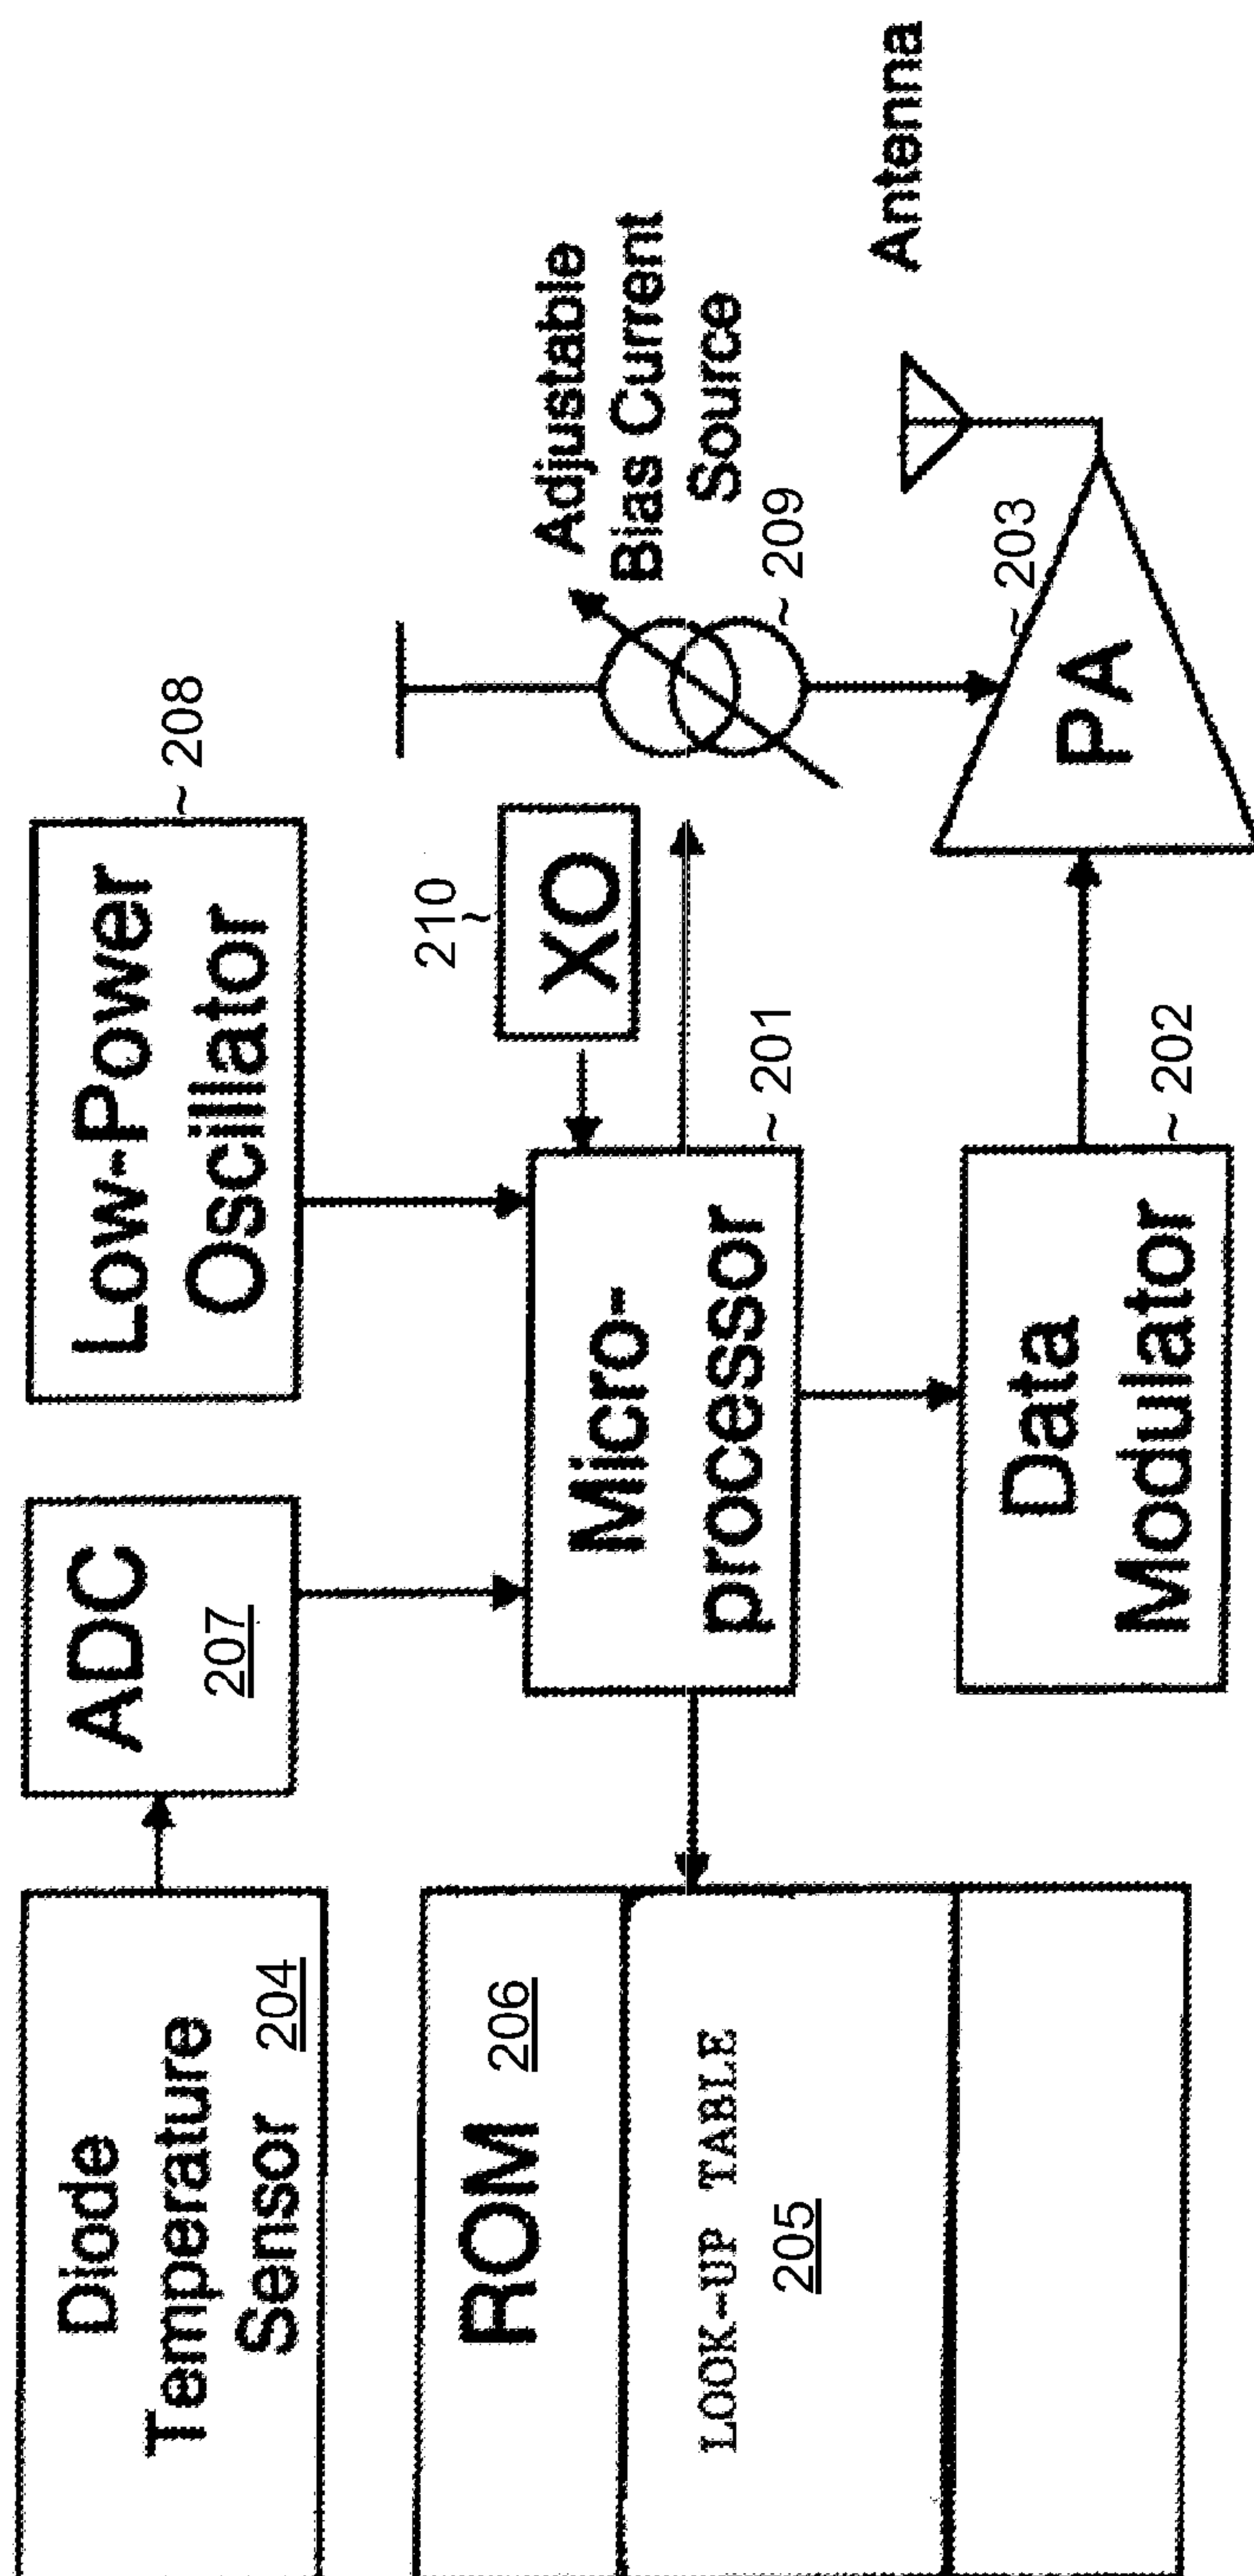 Diode
Temperature
Sensor 204
ADC
207
Low-Power
Oscillator
~ 208
ROM 206
LOOK-UP TABLE
205
Micro-
processor
~ 201
210
~
XO
Adjustable
Bias Current
Source
~ 209
Data
Modulator
~ 202
PA
~ 203
Antenna